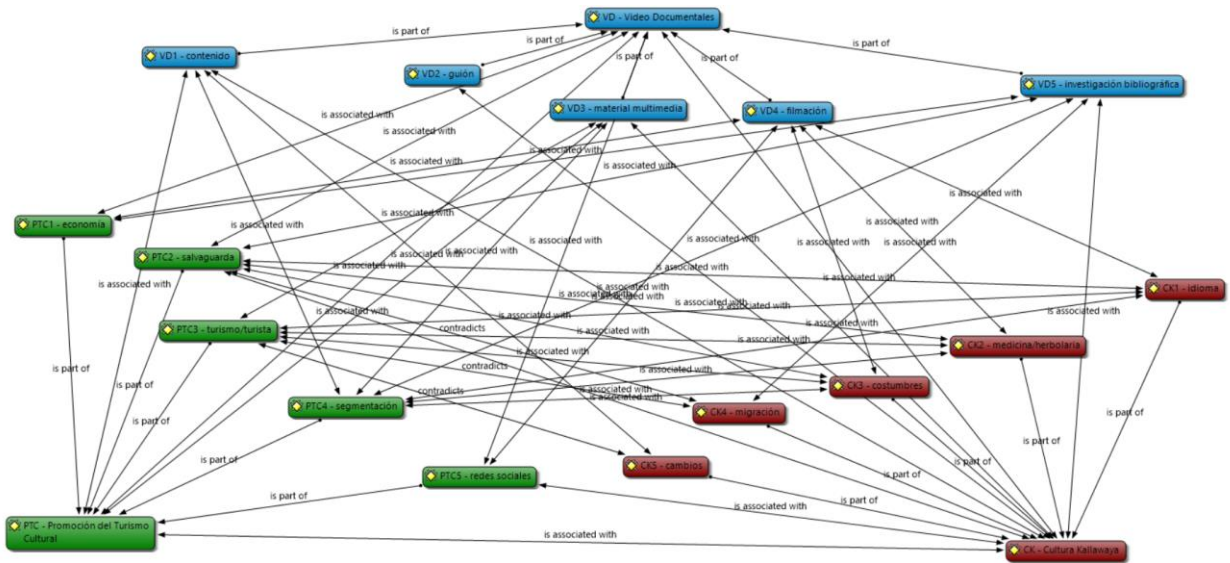 VD - Video Documentales
is part of
is part of
is part of
VD1 - contenido
is part of
is part of
VD2 - guión
VD5 - investigación bibliográfica
VD3 - material multimedia
VD4 - filmación
is associated with
is associated with
is associated with
is associated with
is associated with
is associated with
PTC1 - economía
is associated with
is associated with
is associated with
is associated with
is associated with
PTC2 - salvaguarda
is associated with
is associated with
is associated with
is associated with
CK1 - idioma
is associated with
PTC3 - turismo/turista
contradicts
is associated with
is associated with
CK2 - medicina/herbolaria
is associated with
contradicts
is part of
is associated with
CK3 - costumbres
contradicts
is associated with
is associated with
PTC4 - segmentación
CK4 - migración
is part of
is part of
is part of
is part of
is part of
CK5 - cambios
PTC5 - redes sociales
is part of
is part of
is associated with
PTC - Promoción del Turismo
Cultural
is associated with
CK - Cultura Kallawaya